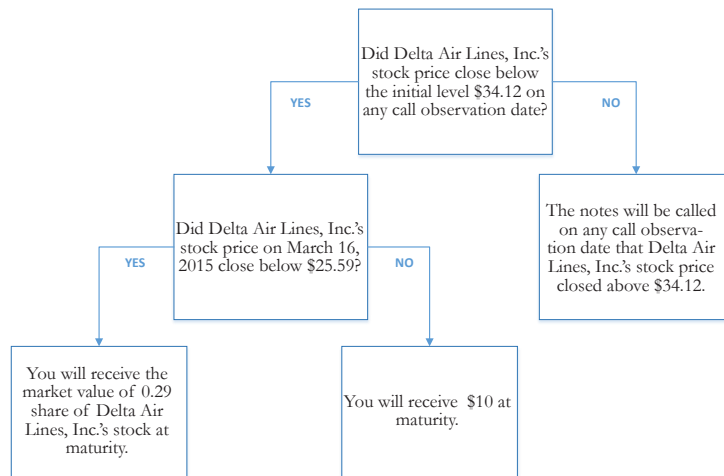 Did Delta Air Lines, Inc.'s
stock price close below
the initial level $34.12 on
any call observation date?
YES
NO
Did Delta Air Lines, Inc.'s
stock price on March 16,
2015 close below $25.59?
The notes will be called
on any call observa-
tion date that Delta Air
Lines, Inc.'s stock price
closed above $34.12.
YES
NO
You will receive the
market value of 0.29
share of Delta Air
Lines, Inc.'s stock at
maturity.
You will receive $10 at
maturity.